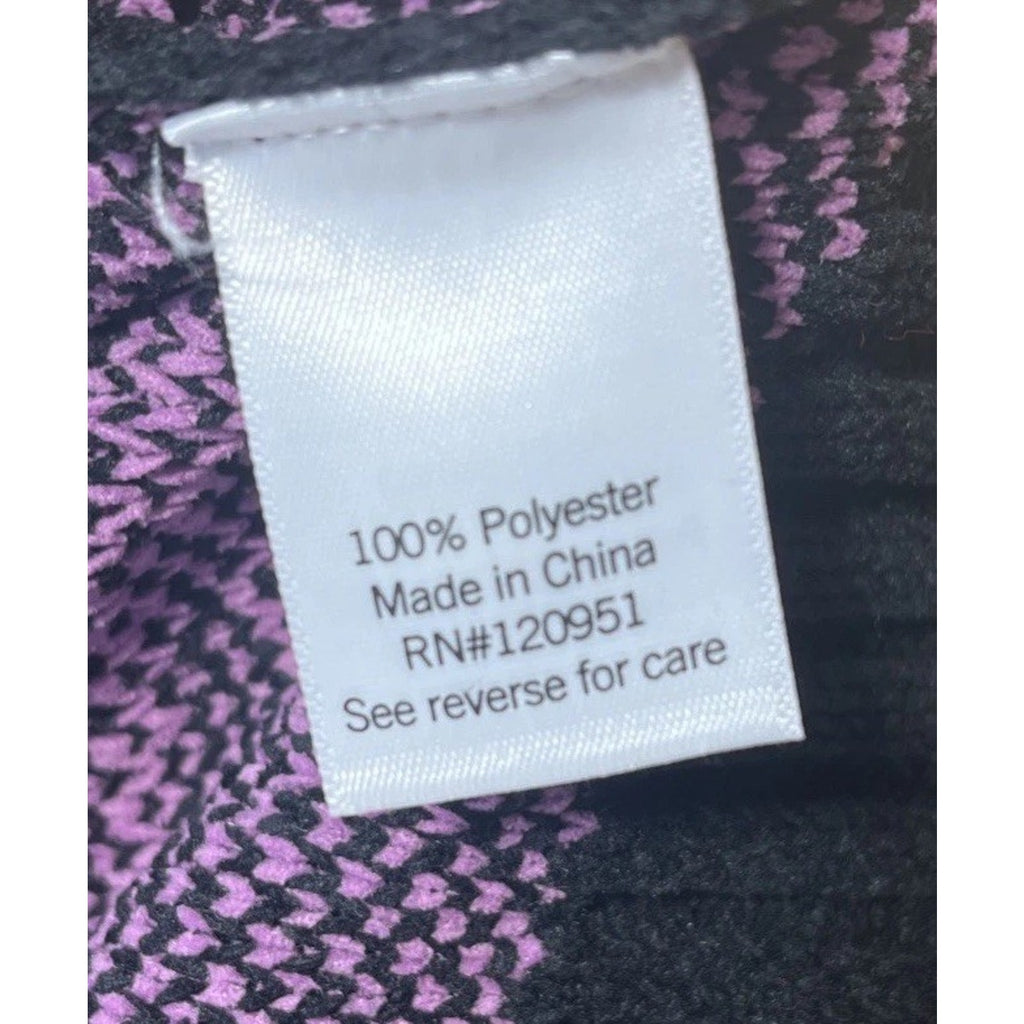 100% Polyester
Made in China
RN#120951
See reverse for care